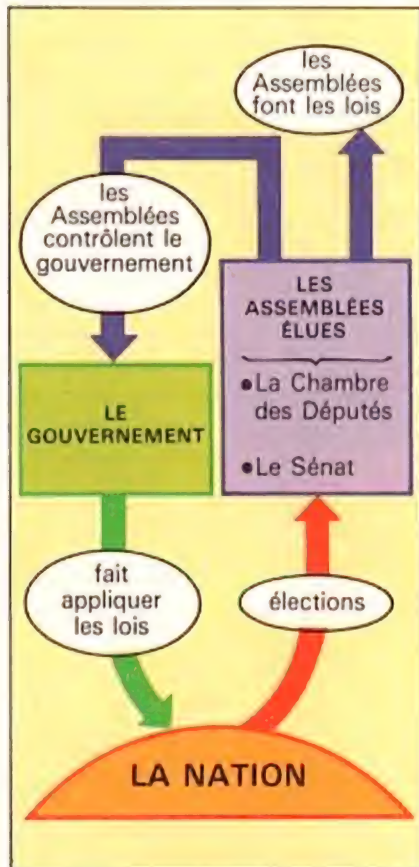 les
Assemblées
font les lois
les
Assemblées
contrôlent le
gouvernement
LES
ASSEMBLÉES
ÉLUES
•La Chambre
des Députés
•Le Sénat
LE
GOUVERNEMENT
fait
appliquer
les lois
élections
LA NATION